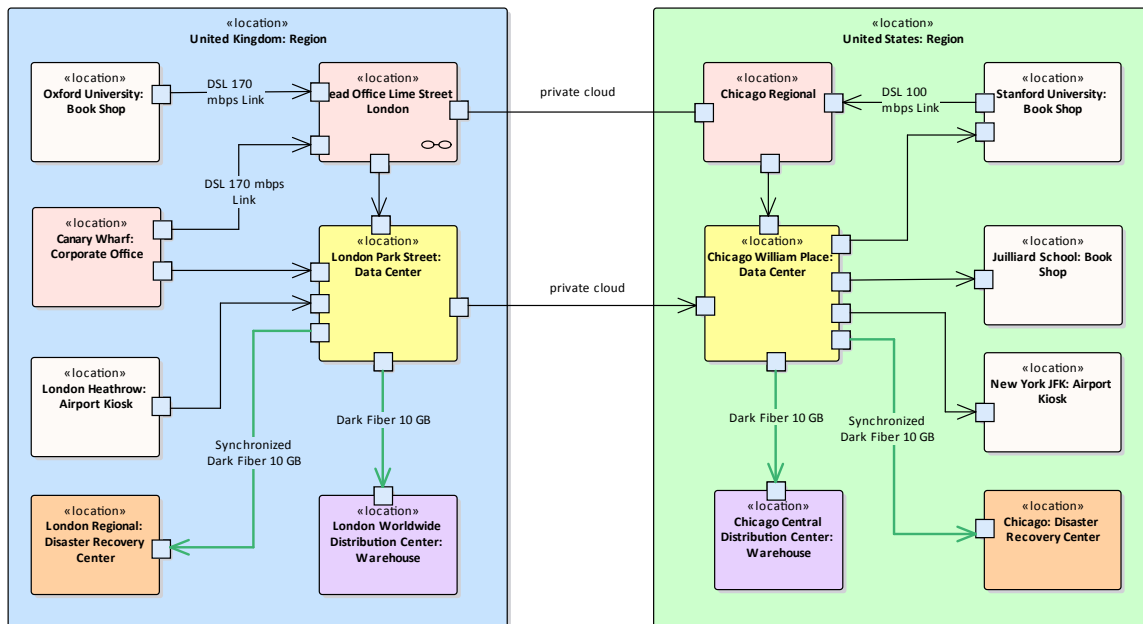 «location»
United Kingdom: Region
«location»
Oxford University:
Book Shop
DSL 170
mbps Link
«location»
ead Office Lime Street
London
«location»
Canary Wharf:
Corporate Office
DSL 170 mbps
Link
«location»
London Park Street:
Data Center
«location»
London Heathrow:
Airport Kiosk
Synchronized
Dark Fiber 10 GB
Dark Fiber 10 GB
«location»
London Regional:
Disaster Recovery
Center
«location»
London Worldwide
Distribution Center:
Warehouse
private cloud
private cloud
«location»
United States: Region
«location»
Chicago Regional
DSL 100
mbps Link
«location»
Stanford University:
Book Shop
«location»
Chicago William Place:
Data Center
«location»
Juilliard School: Book
Shop
«location»
New York JFK: Airport
Kiosk
Dark Fiber 10 GB
Synchronized
Dark Fiber 10 GB
«location»
Chicago Central
Distribution Center:
Warehouse
«location»
Chicago: Disaster
Recovery Center